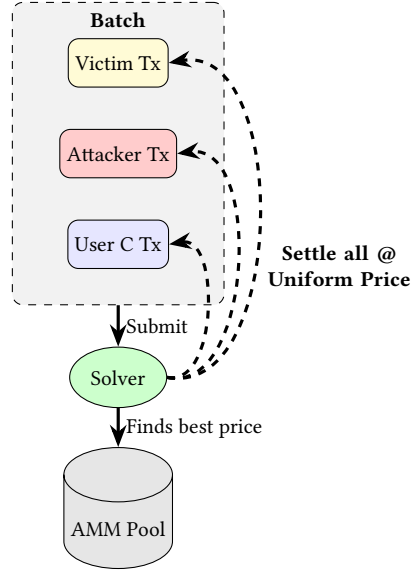 Batch
Victim Tx
Attacker Tx
User C Tx
Settle all @
Uniform Price
Submit
Solver
Finds best price
AMM Pool